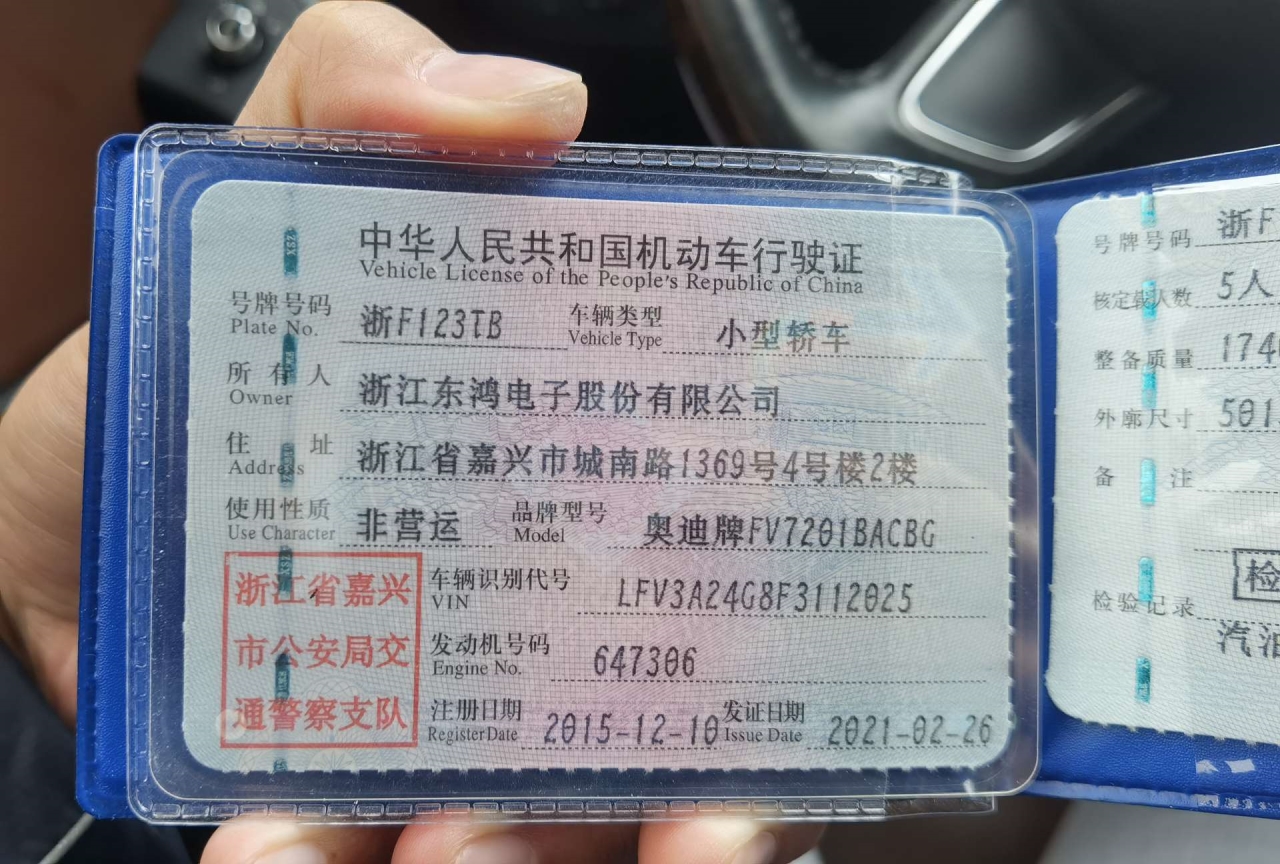 中华人民共和国机动车行驶证
Vehicle License of the People's Republic of China
号牌号码 浙F123TB 车辆类型 小型轿车
Plate No. Vehicle Type
所有人 浙江东鸿电子股份有限公司
Owner
住址 浙江省嘉兴市城南路1369号4号楼2楼
Address
使用性质 非营运 品牌型号 奥迪牌FV7201BACBG
Use Character Model
浙江省嘉兴
市公安局交
通警察支队
车辆识别代号 LFV3A24G8F3112025
VIN
发动机号码 647306
Engine No.
注册日期 2015-12-10 发证日期 2021-02-26
Register Date Issue Date
号牌号码 浙F
核定载人数 5人
整备质量 174
外廓尺寸 501
备注
检
检验记录
汽油